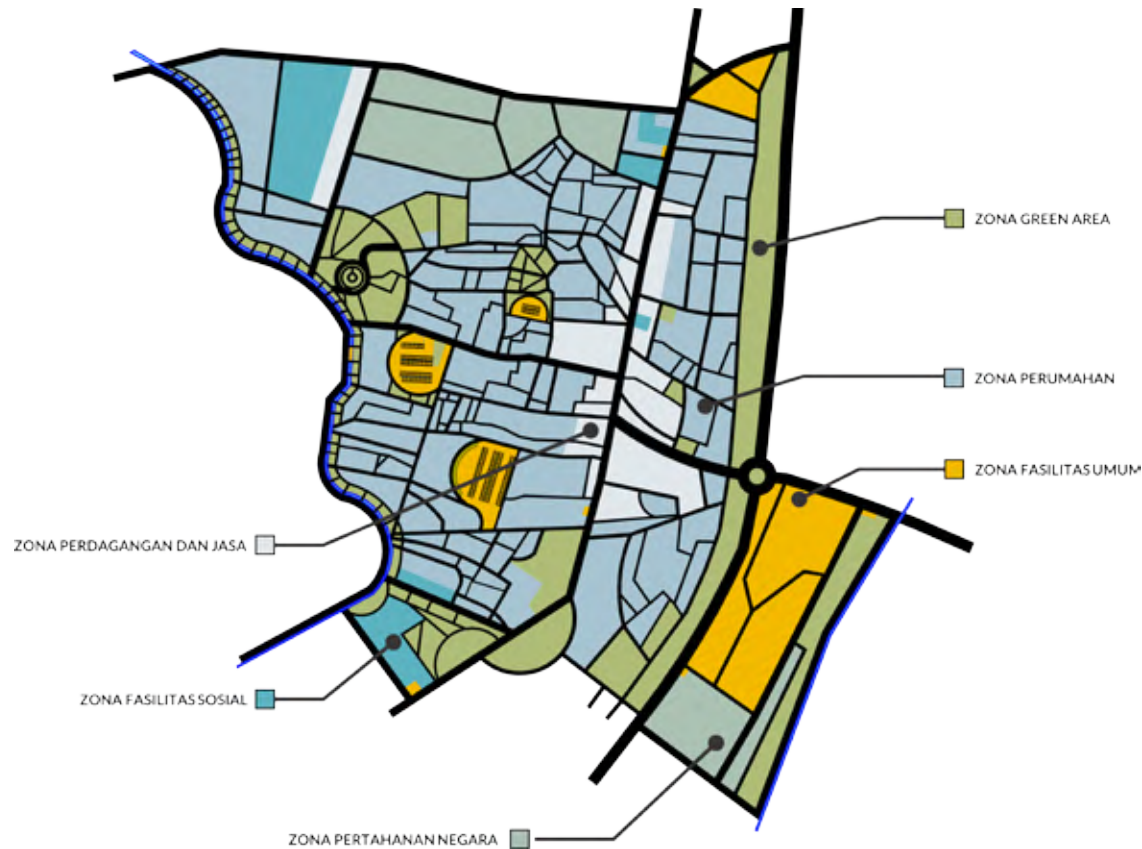 ZONA GREEN AREA
ZONA PERUMAHAN
ZONA FASILITAS UMUM
ZONA PERDAGANGAN DAN JASA
ZONA FASILITAS SOSIAL
ZONA PERTAHANAN NEGARA